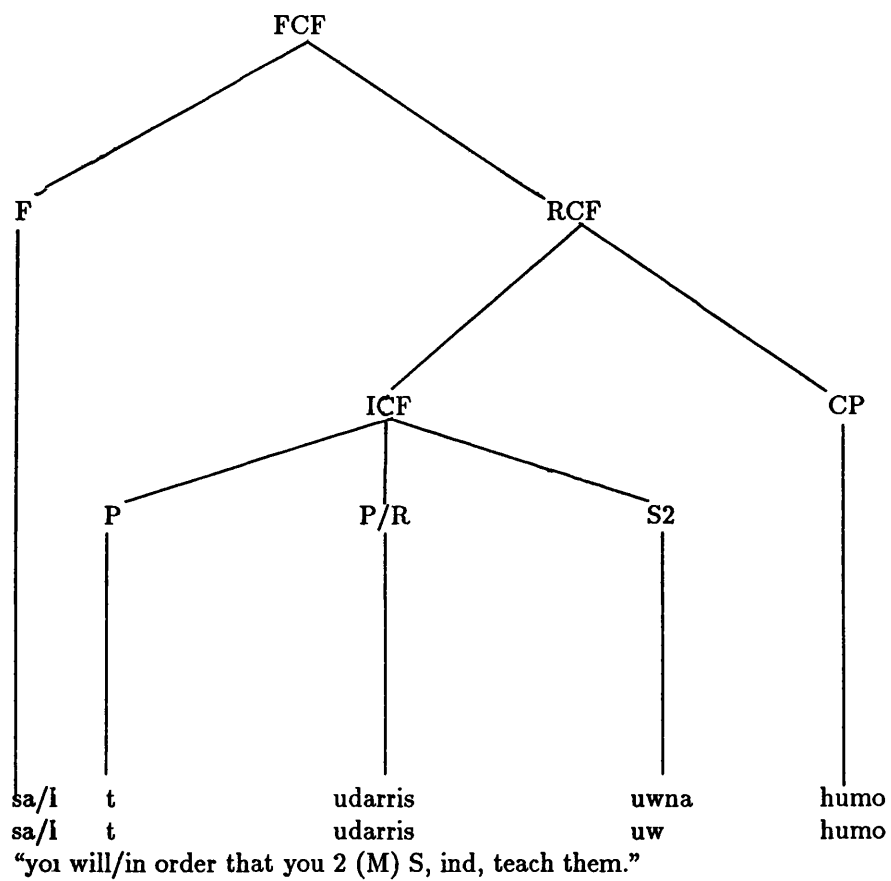 FCF
F RCF
ICF CP
P P/R S2
sa/I t udarris uwna humo
sa/I t udarris uw humo
“yoı will/in order that you 2 (M) S, ind, teach them.”